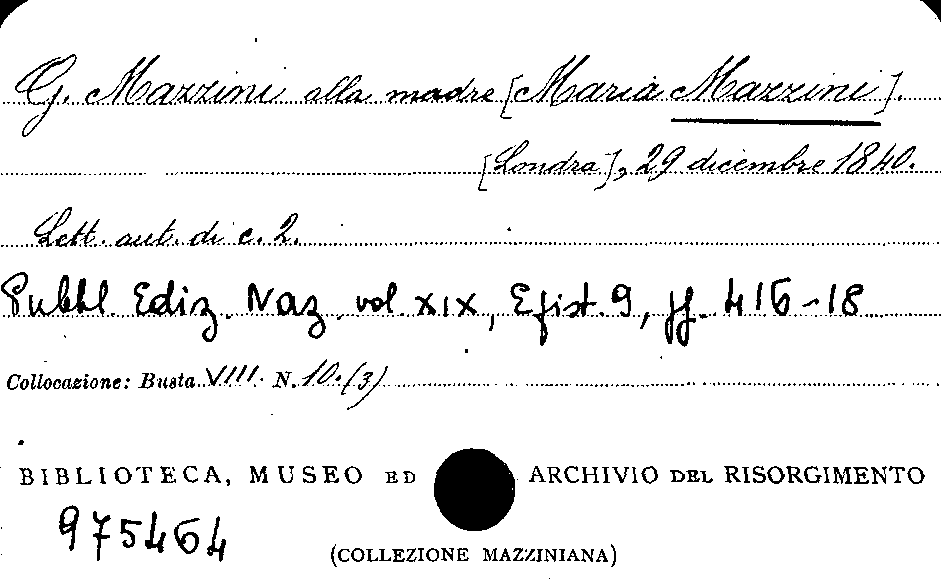 G. Mazzini alla madre [Maria Mazzini].
[Londra], 29 dicembre 1840.
Lett. aut. di c. 2.
Pubbl. Ediz. Naz. vol. XIX, Epist. 9, pp. 416-18
Collocazione: Busta VIII. N. 10.(3)
BIBLIOTECA, MUSEO ED ARCHIVIO DEL RISORGIMENTO
975464
(COLLEZIONE MAZZINIANA)